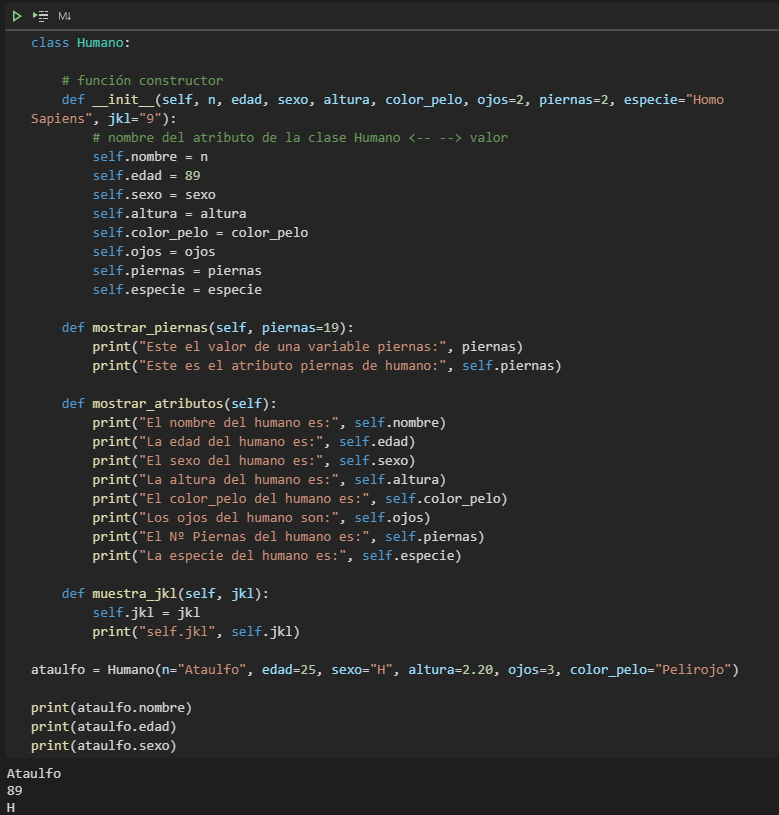 M↓
class Humano:
    # función constructor
    def __init__(self, n, edad, sexo, altura, color_pelo, ojos=2, piernas=2, especie="Homo
Sapiens", jkl="9"):
        # nombre del atributo de la clase Humano <-- --> valor
        self.nombre = n
        self.edad = 89
        self.sexo = sexo
        self.altura = altura
        self.color_pelo = color_pelo
        self.ojos = ojos
        self.piernas = piernas
        self.especie = especie
    def mostrar_piernas(self, piernas=19):
        print("Este el valor de una variable piernas:", piernas)
        print("Este es el atributo piernas de humano:", self.piernas)
    def mostrar_atributos(self):
        print("El nombre del humano es:", self.nombre)
        print("La edad del humano es:", self.edad)
        print("El sexo del humano es:", self.sexo)
        print("La altura del humano es:", self.altura)
        print("El color_pelo del humano es:", self.color_pelo)
        print("Los ojos del humano son:", self.ojos)
        print("El Nº Piernas del humano es:", self.piernas)
        print("La especie del humano es:", self.especie)
    def muestra_jkl(self, jkl):
        self.jkl = jkl
        print("self.jkl", self.jkl)
ataulfo = Humano(n="Ataulfo", edad=25, sexo="H", altura=2.20, ojos=3, color_pelo="Pelirojo")
print(ataulfo.nombre)
print(ataulfo.edad)
print(ataulfo.sexo)
Ataulfo
89
H